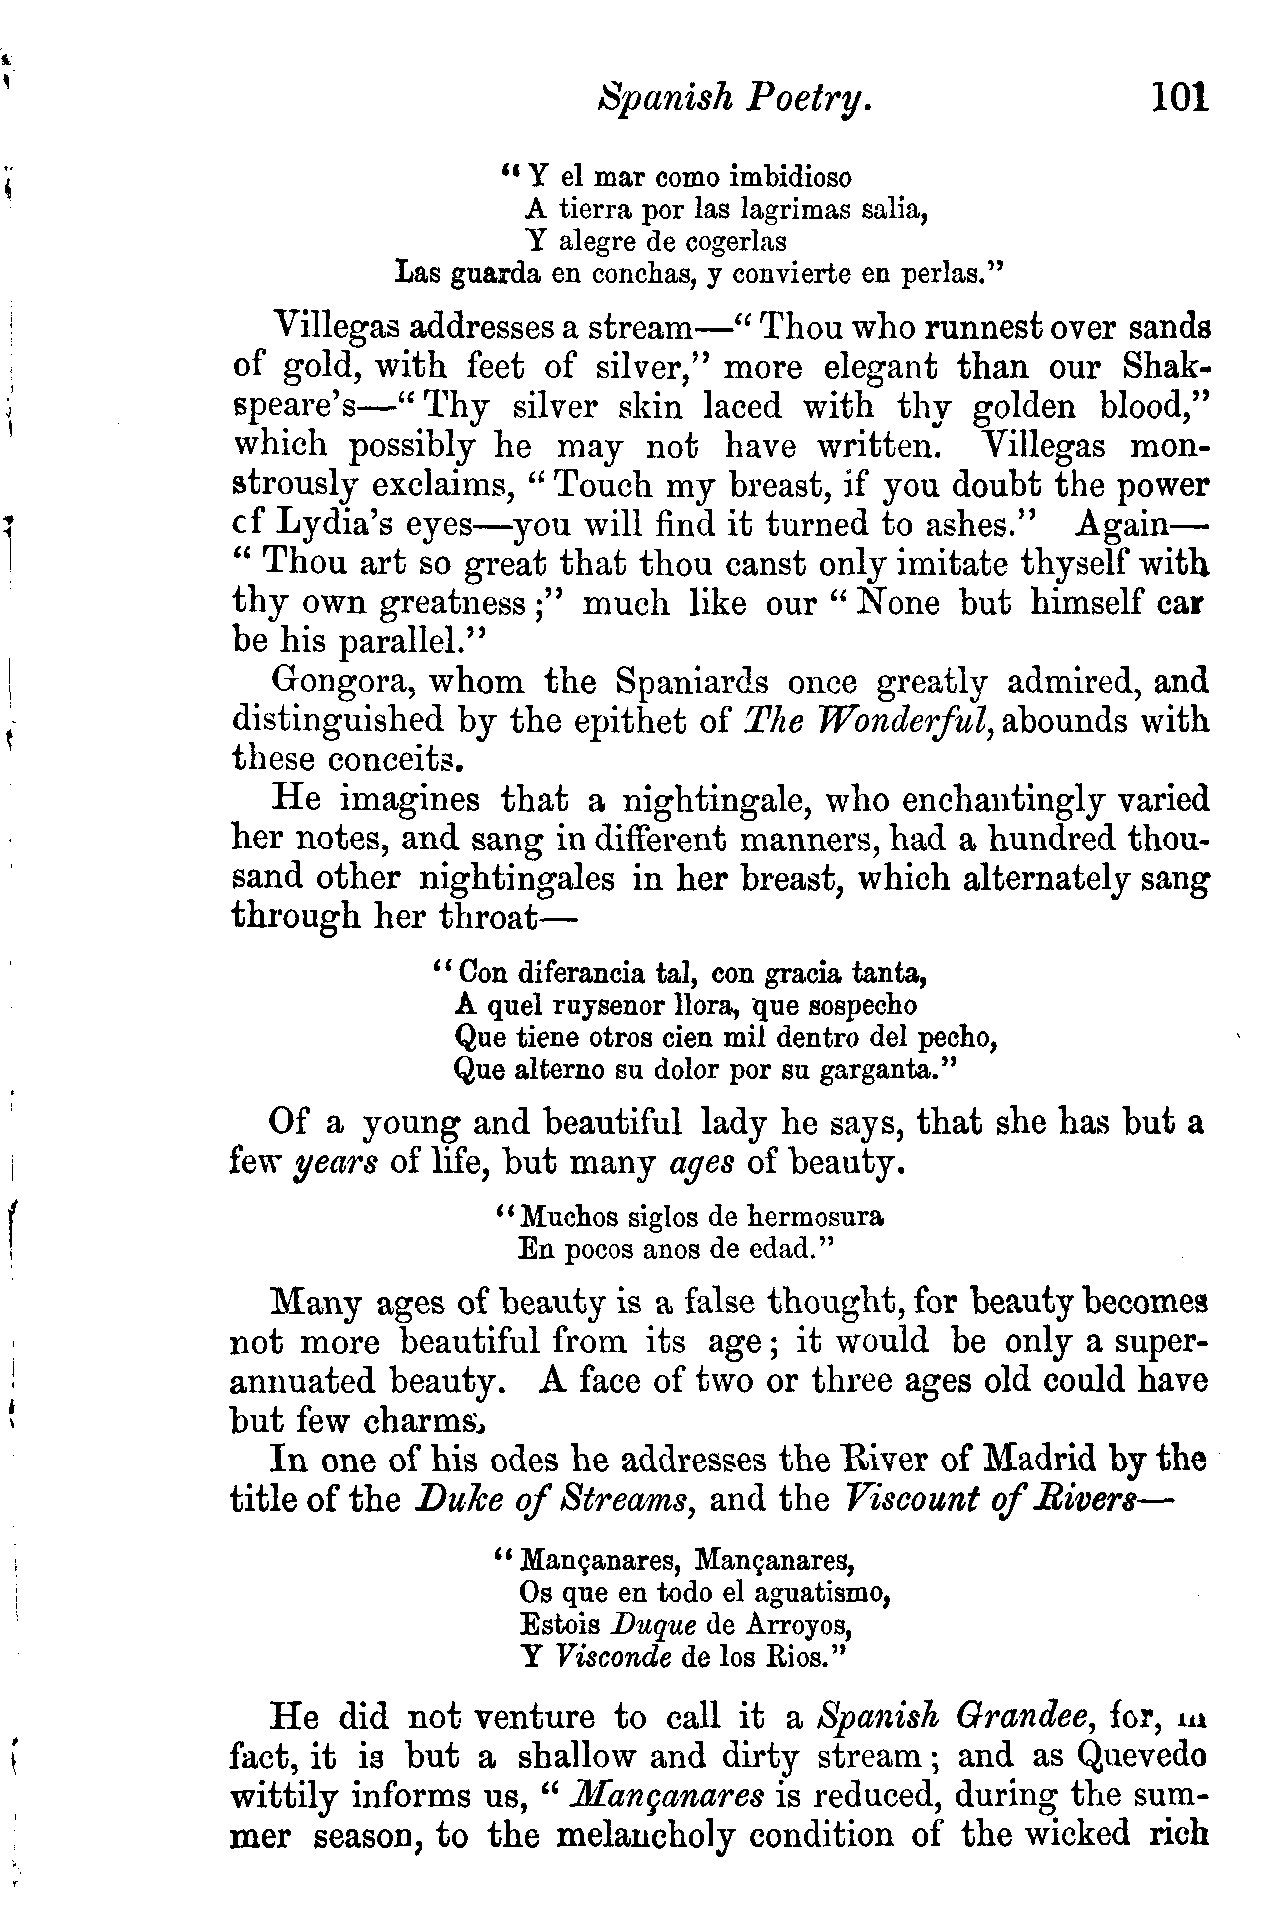 Spanish Poetry. 101
“Y el mar como imbidioso
A tierra por las lagrimas salia,
Y alegre de cogerlas
Las guarda en conchas, y convierte en perlas.”
Villegas addresses a stream—“Thou who runnest over sands
of gold, with feet of silver,” more elegant than our Shak-
speare’s—“Thy silver skin laced with thy golden blood,”
which possibly he may not have written. Villegas mon-
strously exclaims, “Touch my breast, if you doubt the power
cf Lydia’s eyes—you will find it turned to ashes.” Again—
“Thou art so great that thou canst only imitate thyself with
thy own greatness;” much like our “None but himself car
be his parallel.”
Gongora, whom the Spaniards once greatly admired, and
distinguished by the epithet of The Wonderful, abounds with
these conceits.
He imagines that a nightingale, who enchantingly varied
her notes, and sang in different manners, had a hundred thou-
sand other nightingales in her breast, which alternately sang
through her throat—
“Con diferancia tal, con gracia tanta,
A quel ruysenor llora, que sospecho
Que tiene otros cien mil dentro del pecho,
Que alterno su dolor por su garganta.”
Of a young and beautiful lady he says, that she has but a
few years of life, but many ages of beauty.
“Muchos siglos de hermosura
En pocos anos de edad.”
Many ages of beauty is a false thought, for beauty becomes
not more beautiful from its age; it would be only a super-
annuated beauty. A face of two or three ages old could have
but few charms.
In one of his odes he addresses the River of Madrid by the
title of the Duke of Streams, and the Viscount of Rivers—
“Mançanares, Mançanares,
Os que en todo el aguatismo,
Estois Duque de Arroyos,
Y Visconde de los Rios.”
He did not venture to call it a Spanish Grandee, for, in
fact, it is but a shallow and dirty stream; and as Quevedo
wittily informs us, “Mançanares is reduced, during the sum-
mer season, to the melancholy condition of the wicked rich